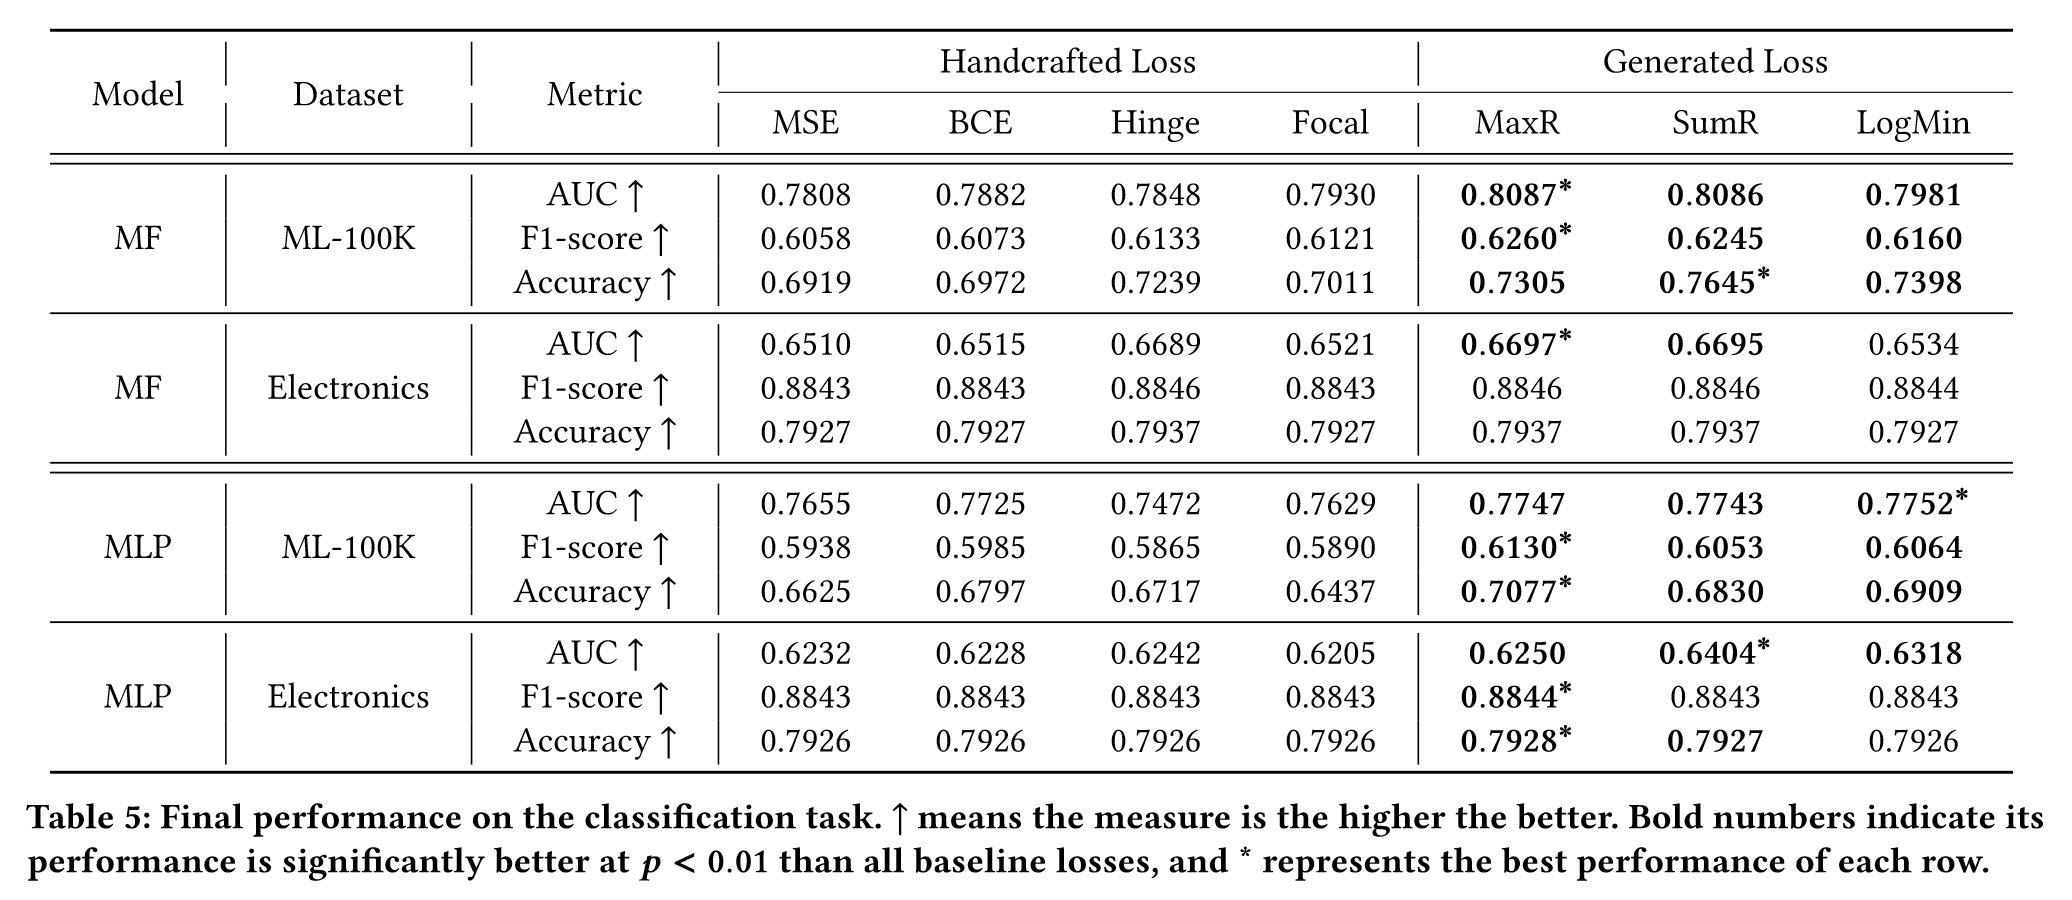 Model Dataset Metric Handcrafted Loss Generated Loss
MSE BCE Hinge Focal MaxR SumR LogMin
MF ML-100K AUC ↑ 0.7808 0.7882 0.7848 0.7930 0.8087* 0.8086 0.7981
F1-score ↑ 0.6058 0.6073 0.6133 0.6121 0.6260* 0.6245 0.6160
Accuracy ↑ 0.6919 0.6972 0.7239 0.7011 0.7305 0.7645* 0.7398
MF Electronics AUC ↑ 0.6510 0.6515 0.6689 0.6521 0.6697* 0.6695 0.6534
F1-score ↑ 0.8843 0.8843 0.8846 0.8843 0.8846 0.8846 0.8844
Accuracy ↑ 0.7927 0.7927 0.7937 0.7927 0.7937 0.7937 0.7927
MLP ML-100K AUC ↑ 0.7655 0.7725 0.7472 0.7629 0.7747 0.7743 0.7752*
F1-score ↑ 0.5938 0.5985 0.5865 0.5890 0.6130* 0.6053 0.6064
Accuracy ↑ 0.6625 0.6797 0.6717 0.6437 0.7077* 0.6830 0.6909
MLP Electronics AUC ↑ 0.6232 0.6228 0.6242 0.6205 0.6250 0.6404* 0.6318
F1-score ↑ 0.8843 0.8843 0.8843 0.8843 0.8844* 0.8843 0.8843
Accuracy ↑ 0.7926 0.7926 0.7926 0.7926 0.7928* 0.7927 0.7926
Table 5: Final performance on the classification task. ↑ means the measure is the higher the better. Bold numbers indicate its
performance is significantly better at p < 0.01 than all baseline losses, and * represents the best performance of each row.